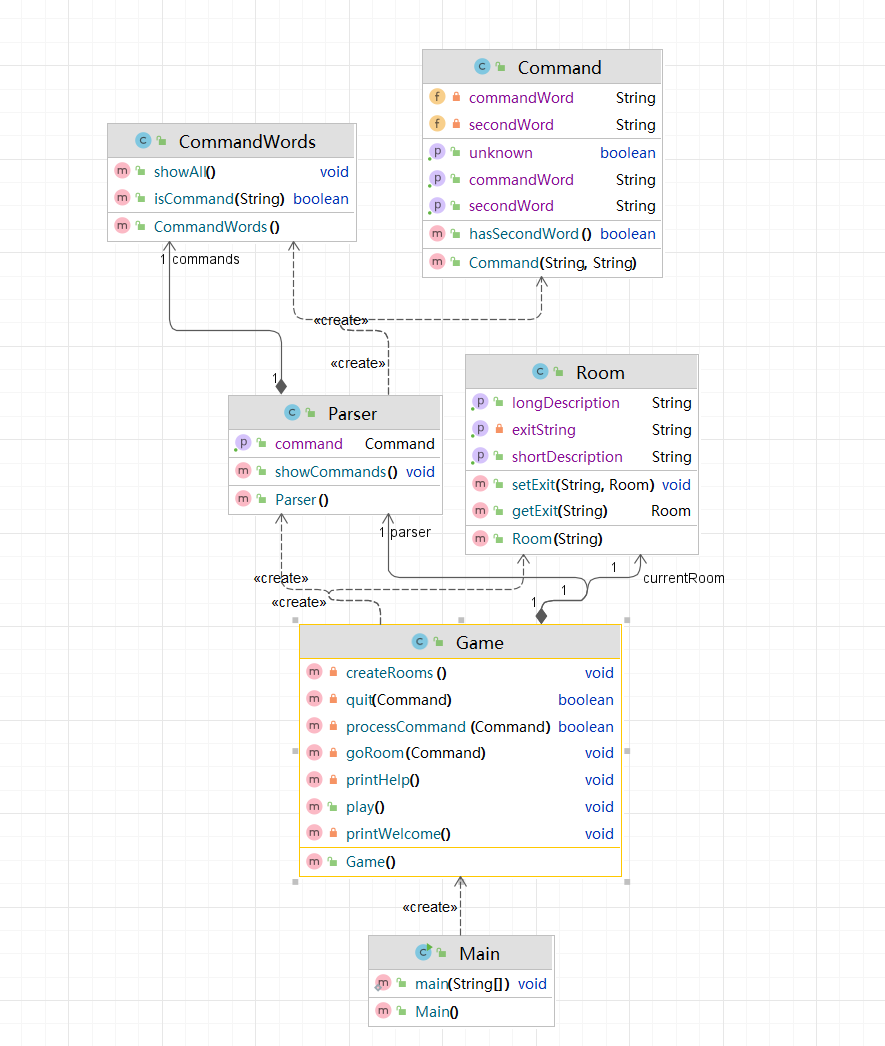 Command
f commandWord String
f secondWord String
p unknown boolean
p commandWord String
p secondWord String
m hasSecondWord() boolean
m Command(String, String)
C CommandWords
m showAll() void
m isCommand(String) boolean
m CommandWords()
1 commands
«create»
«create»
1
C Parser
p command Command
m showCommands() void
m Parser()
C Room
p longDescription String
p exitString String
p shortDescription String
m setExit(String, Room) void
m getExit(String) Room
m Room(String)
1 parser
1
currentRoom
«create»
«create»
1
1
C Game
m createRooms() void
m quit(Command) boolean
m processCommand(Command) boolean
m goRoom(Command) void
m printHelp() void
m play() void
m printWelcome() void
m Game()
«create»
C Main
m main(String[]) void
m Main()